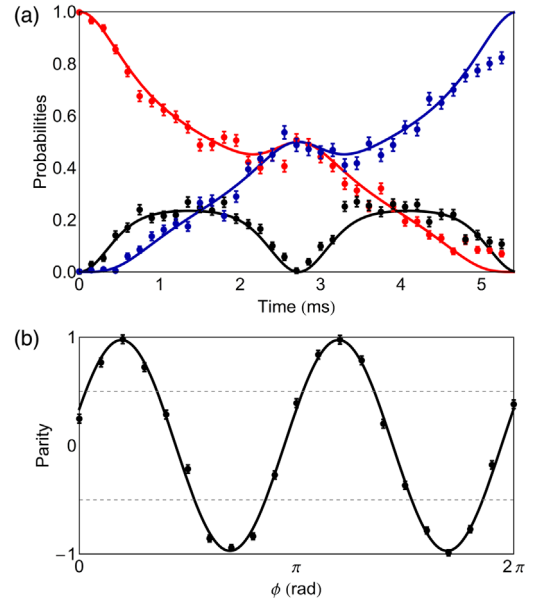 (a)
1.0
0.8
0.6
0.4
0.2
0.0
Probabilities
0 1 2 3 4 5
Time (ms)
(b)
1
0
−1
Parity
0 π 2π
ϕ (rad)